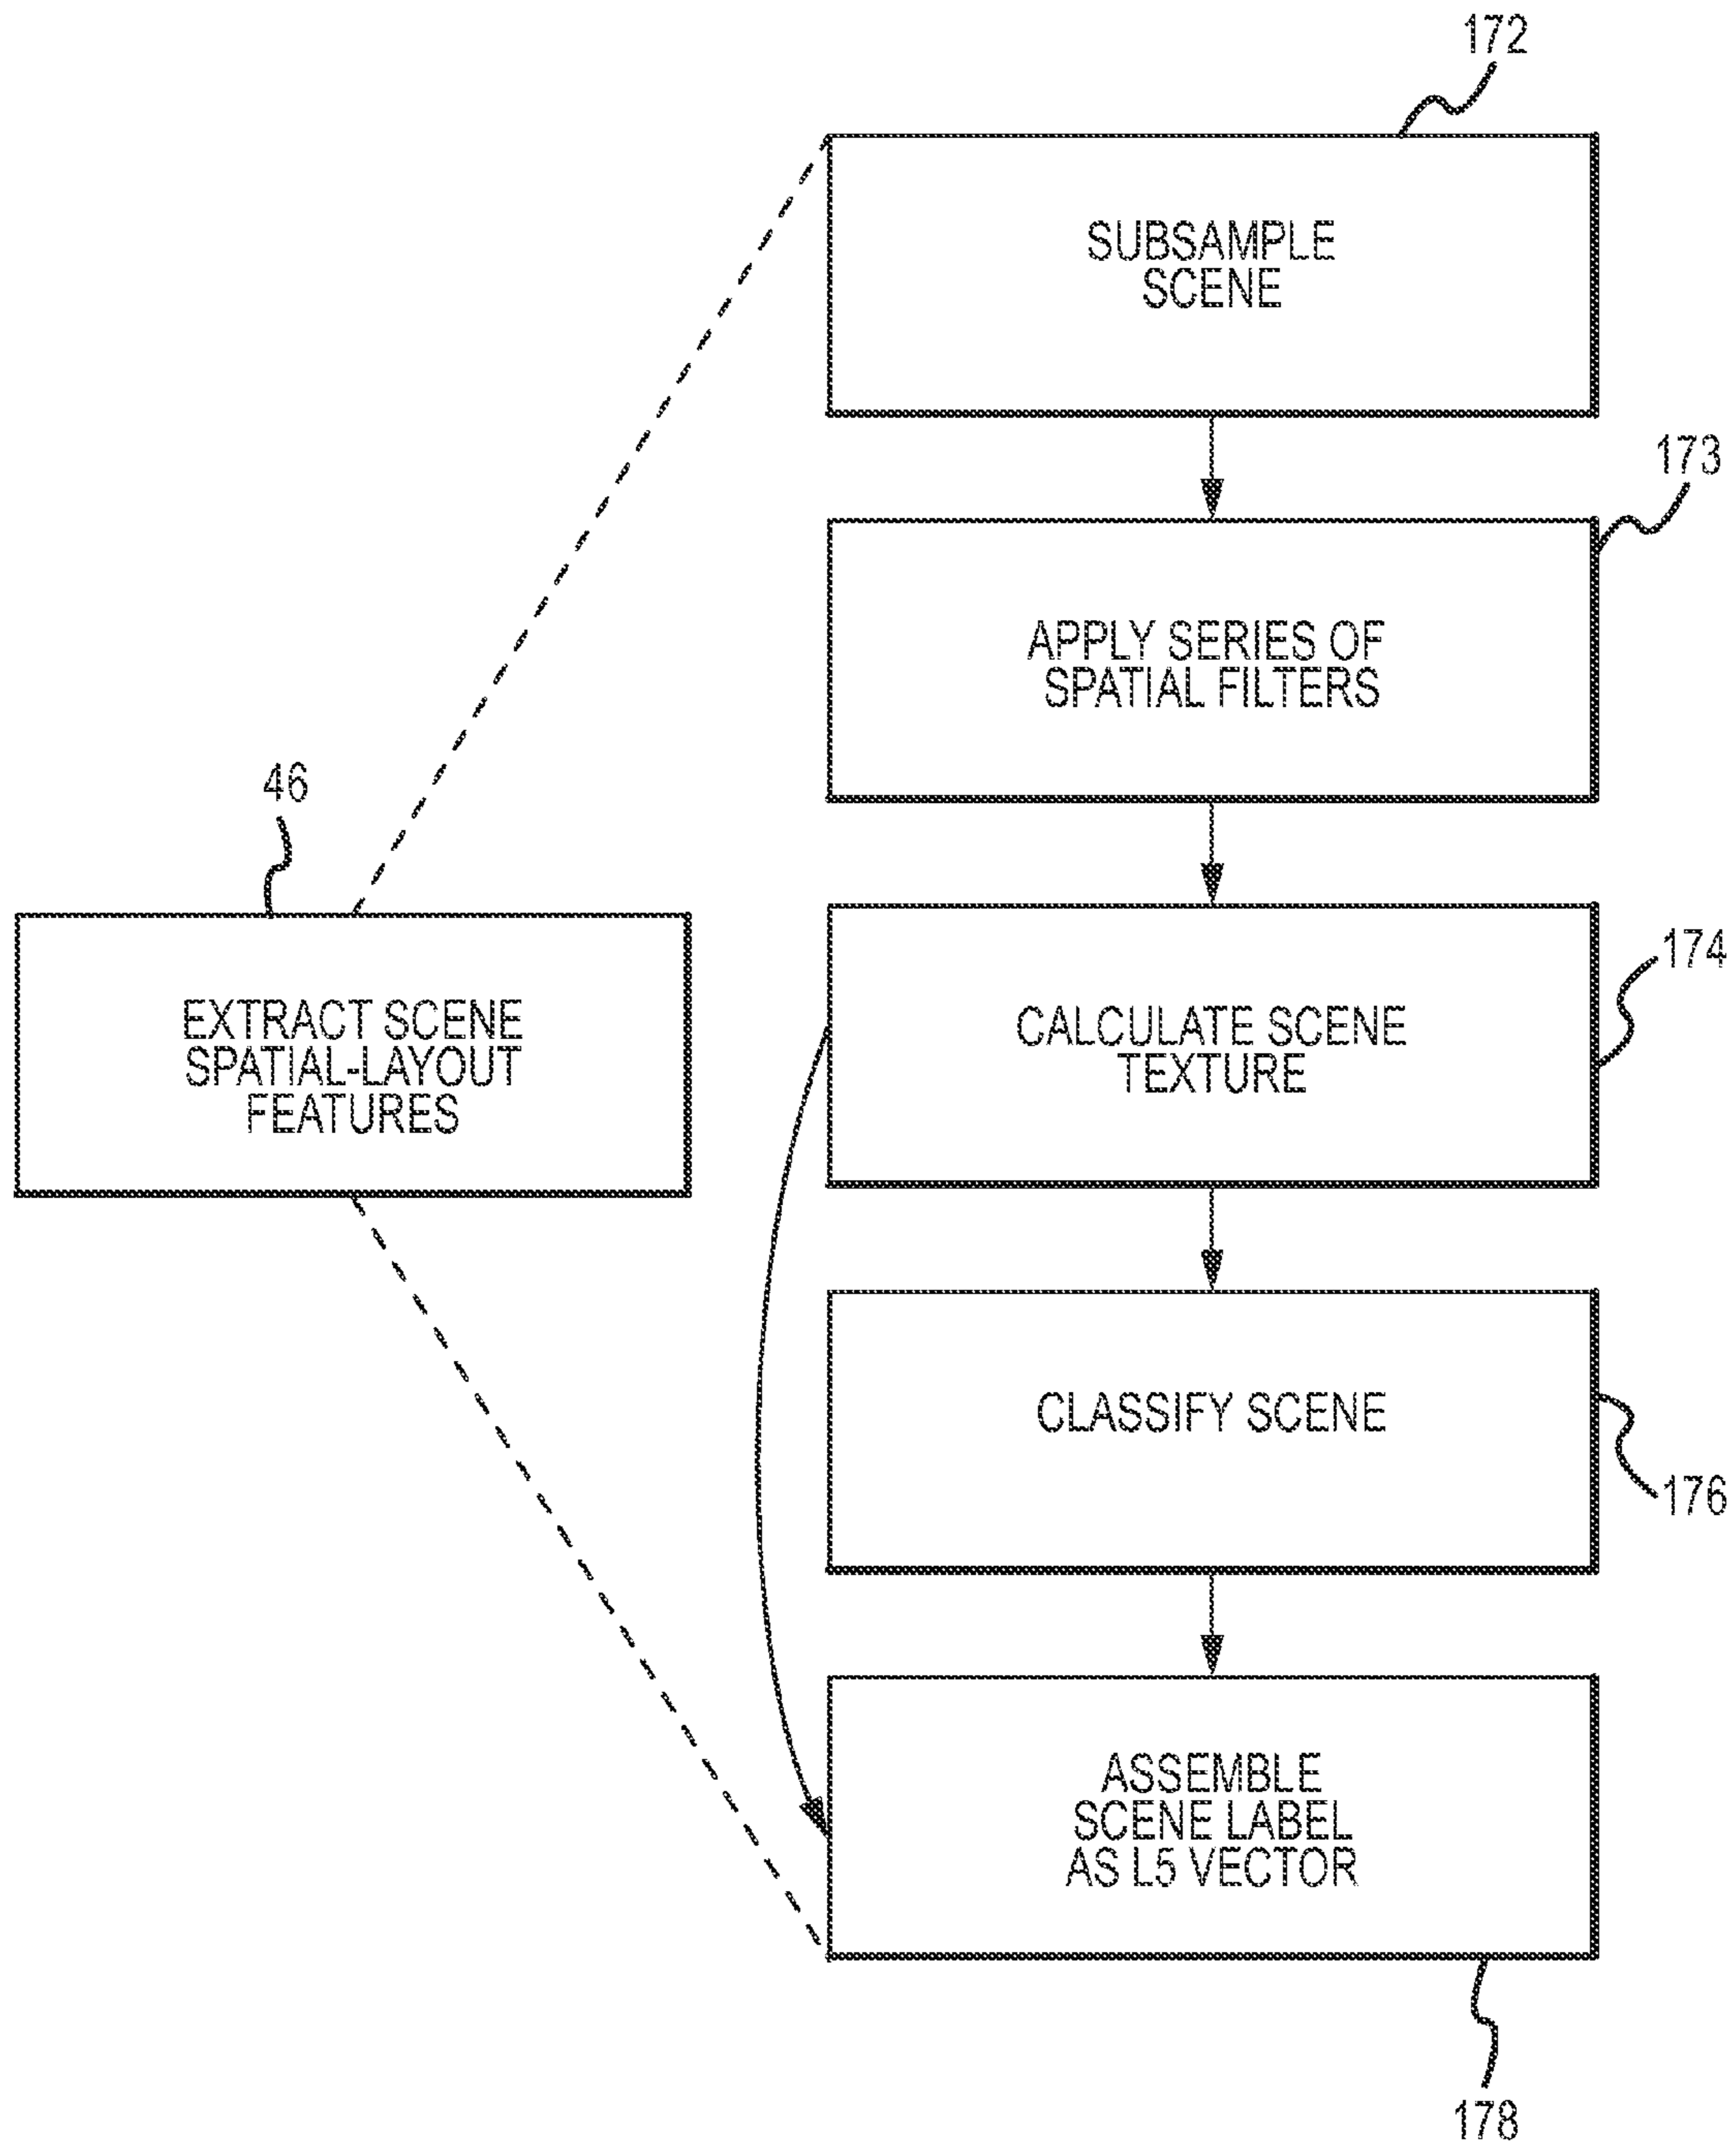 172
SUBSAMPLE
SCENE
173
APPLY SERIES OF
SPATIAL FILTERS
46
EXTRACT SCENE
SPATIAL-LAYOUT
FEATURES
174
CALCULATE SCENE
TEXTURE
CLASSIFY SCENE
176
ASSEMBLE
SCENE LABEL
AS L5 VECTOR
178